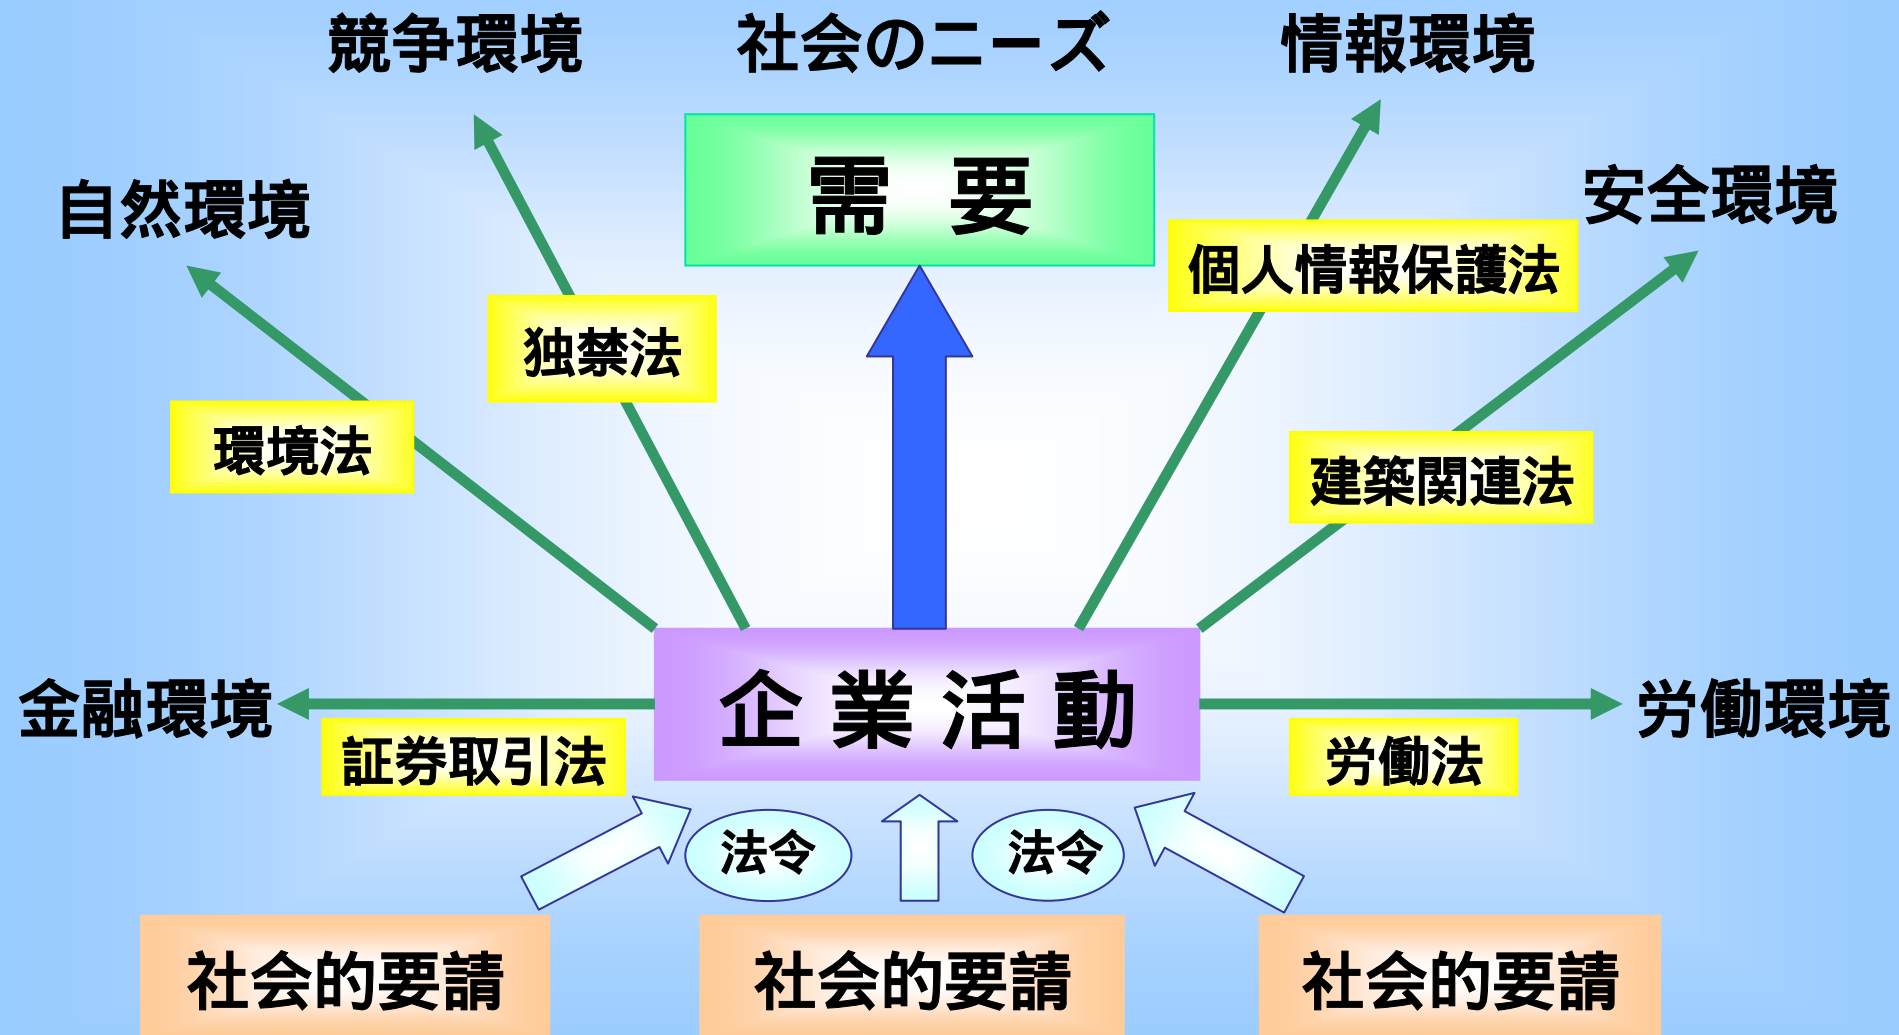 競争環境
社会のニーズ
情報環境
需 要
自然環境
安全環境
個人情報保護法
独禁法
環境法
建築関連法
金融環境
企業活動
労働環境
証券取引法
労働法
法令
法令
社会的要請
社会的要請
社会的要請